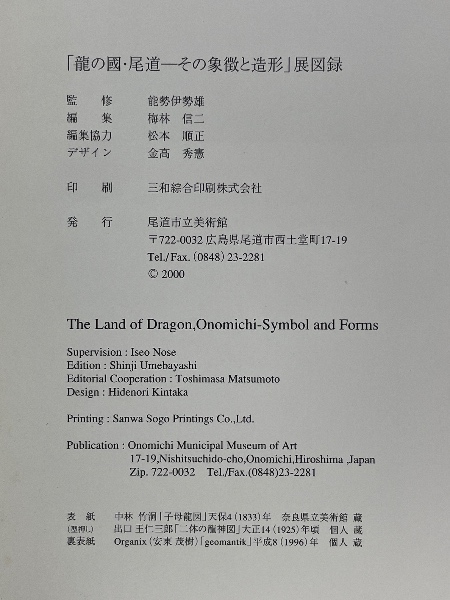 「龍の國・尾道—その象徴と造形」展図録
監　修　能勢伊勢雄
編　集　梅林　信二
編集協力　松本　順正
デザイン　金高　秀憲
印　刷　三和綜合印刷株式会社
発　行　尾道市立美術館
〒722-0032 広島県尾道市西土堂町17-19
Tel./Fax. (0848) 23-2281
© 2000
The Land of Dragon,Onomichi-Symbol and Forms
Supervision : Iseo Nose
Edition : Shinji Umebayashi
Editorial Cooperation : Toshimasa Matsumoto
Design : Hidenori Kintaka
Printing : Sanwa Sogo Printings Co.,Ltd.
Publication : Onomichi Municipal Museum of Art
17-19,Nishitsuchido-cho,Onomichi,Hiroshima ,Japan
Zip. 722-0032　Tel./Fax.(0848)23-2281
表　紙　中林 竹洞「子母龍図」天保4 (1833) 年　奈良県立美術館 蔵
(型押し)　出口 王仁三郎「二体の龍神図」大正14 (1925) 年頃　個人 蔵
裏表紙　Organix (安東 茂樹)「geomantik」平成8 (1996) 年　個人 蔵